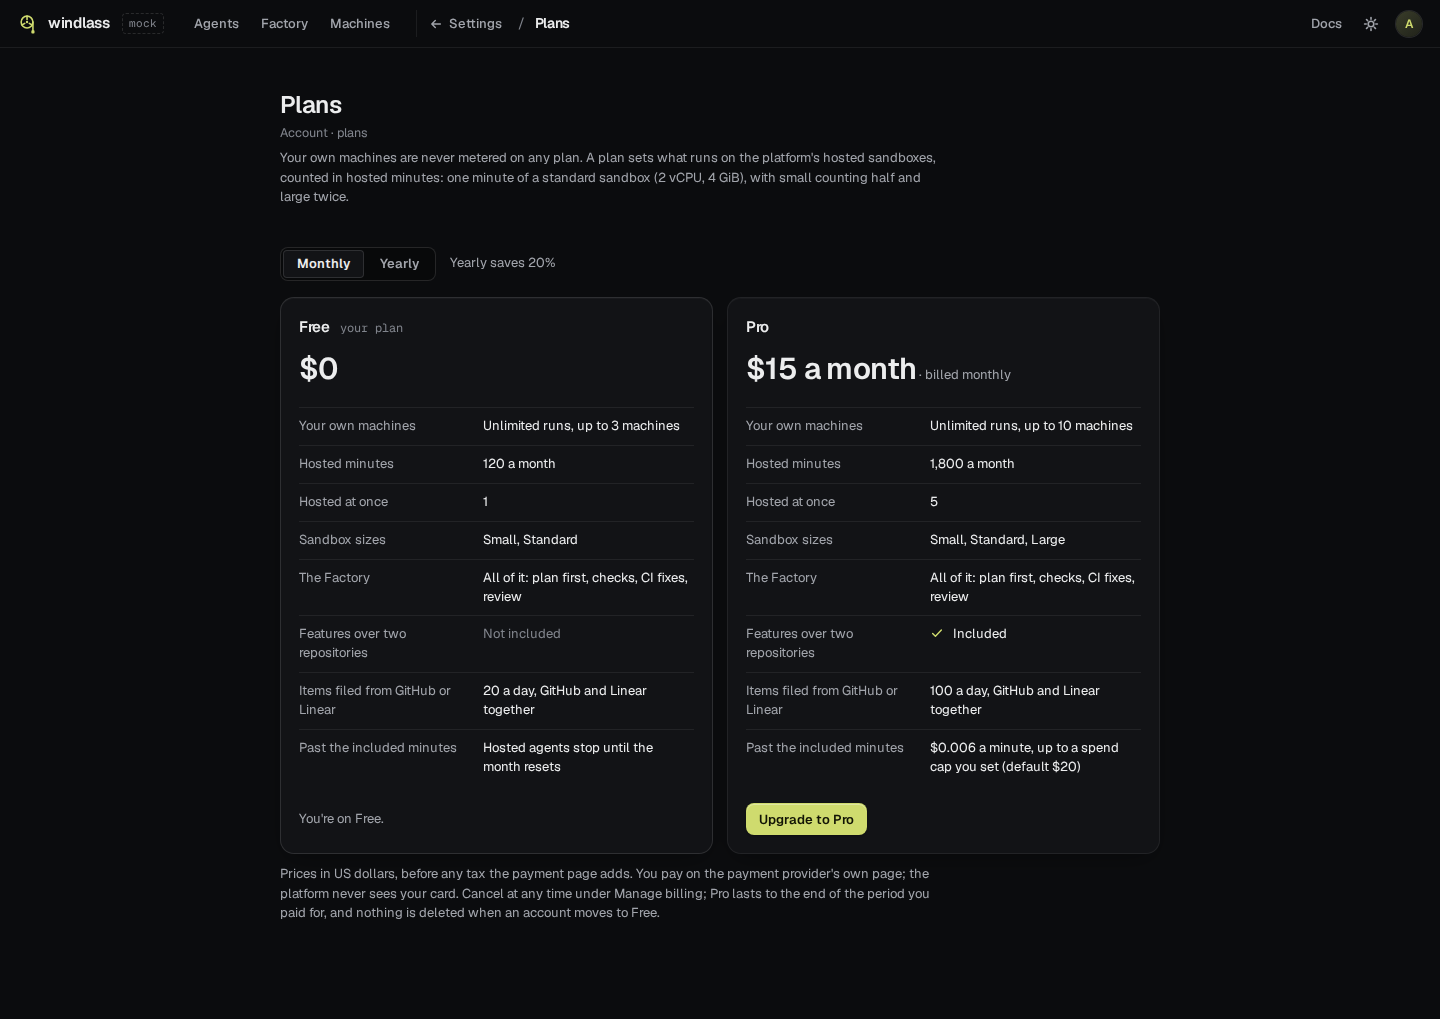 windlass mock Agents Factory Machines ← Settings / Plans Docs A
Plans
Account · plans
Your own machines are never metered on any plan. A plan sets what runs on the platform's hosted sandboxes,
counted in hosted minutes: one minute of a standard sandbox (2 vCPU, 4 GiB), with small counting half and
large twice.
Monthly Yearly Yearly saves 20%
Free your plan
$0
Your own machines Unlimited runs, up to 3 machines
Hosted minutes 120 a month
Hosted at once 1
Sandbox sizes Small, Standard
The Factory All of it: plan first, checks, CI fixes,
review
Features over two Not included
repositories
Items filed from GitHub or 20 a day, GitHub and Linear
Linear together
Past the included minutes Hosted agents stop until the
month resets
You're on Free.
Pro
$15 a month · billed monthly
Your own machines Unlimited runs, up to 10 machines
Hosted minutes 1,800 a month
Hosted at once 5
Sandbox sizes Small, Standard, Large
The Factory All of it: plan first, checks, CI fixes,
review
Features over two ✓ Included
repositories
Items filed from GitHub or 100 a day, GitHub and Linear
Linear together
Past the included minutes $0.006 a minute, up to a spend
cap you set (default $20)
Upgrade to Pro
Prices in US dollars, before any tax the payment page adds. You pay on the payment provider's own page; the
platform never sees your card. Cancel at any time under Manage billing; Pro lasts to the end of the period you
paid for, and nothing is deleted when an account moves to Free.